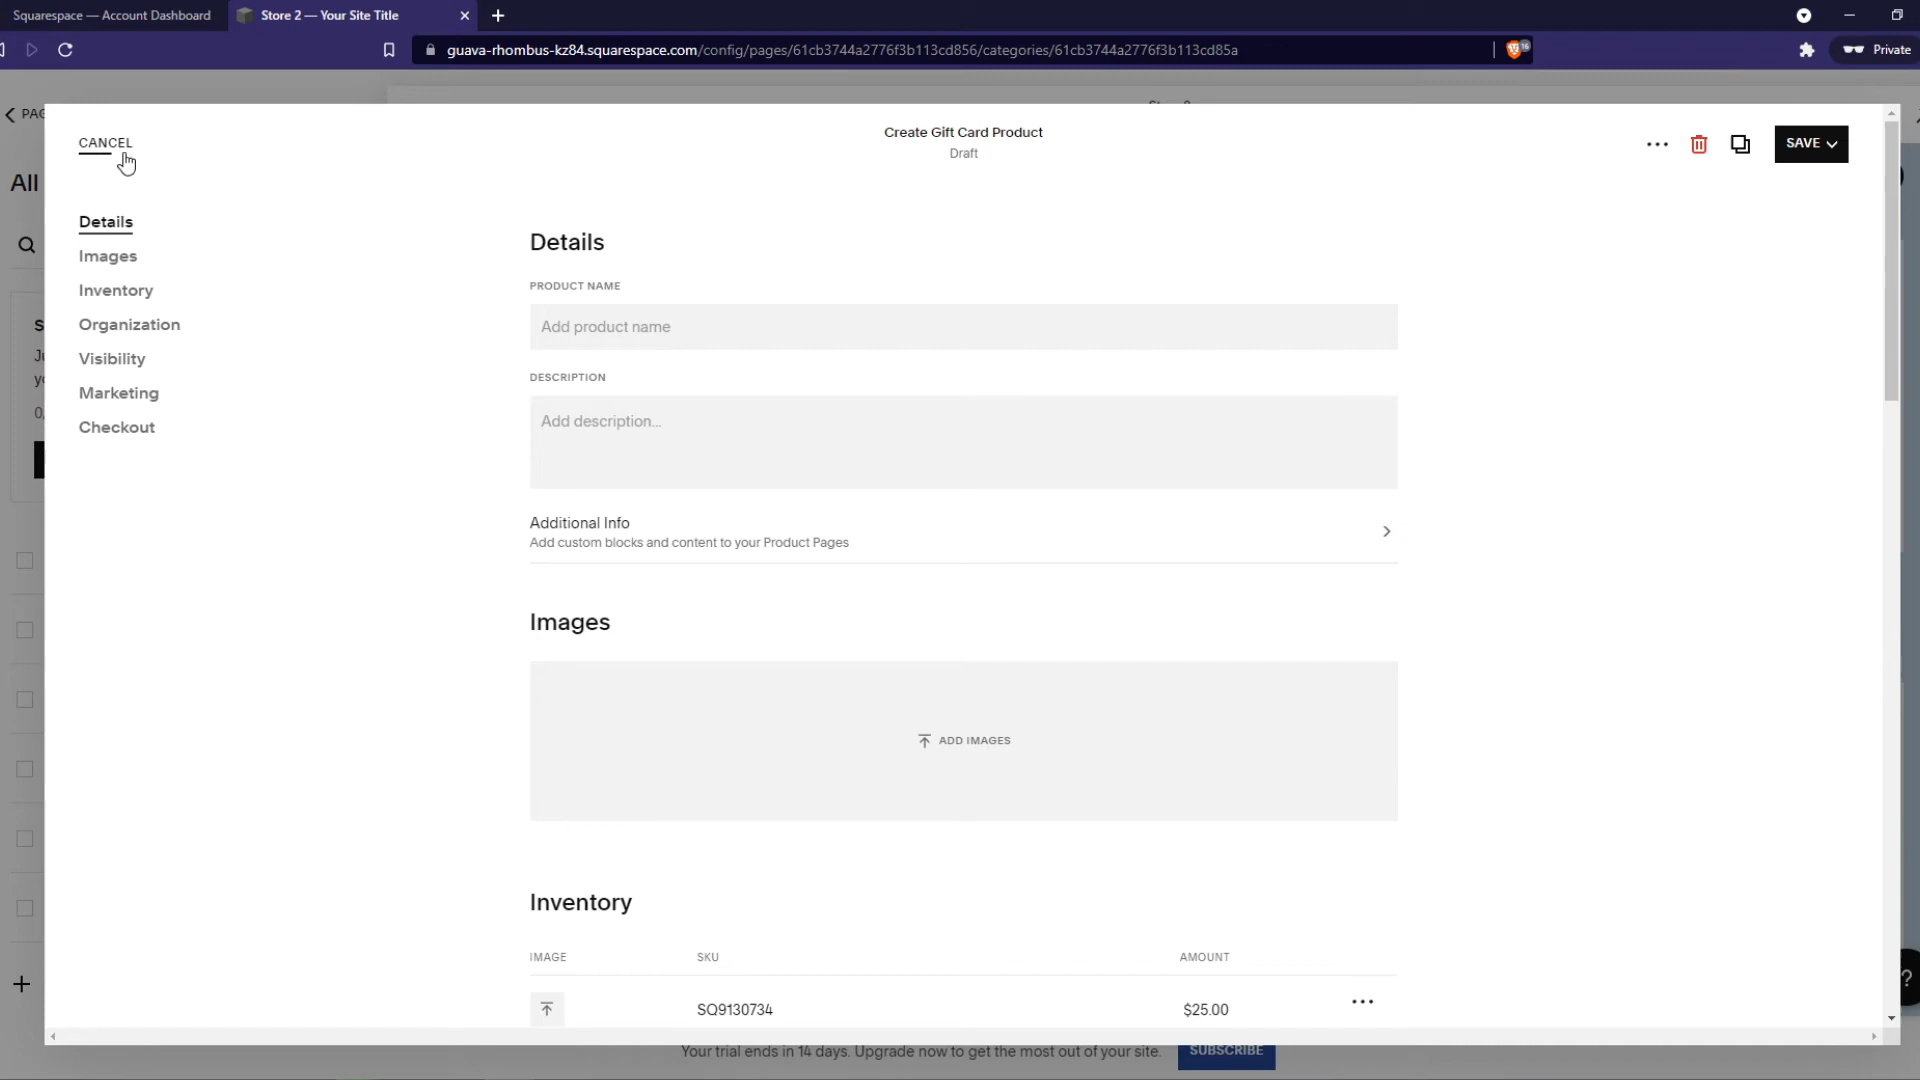 Squarespace — Account Dashboard
Store 2 — Your Site Title
guava-rhombus-kz84.squarespace.com/config/pages/61cb3744a2776f3b113cd856/categories/61cb3744a2776f3b113cd85a
16
Private
CANCEL
Create Gift Card Product
Draft
SAVE
All
Details
Images
Inventory
Organization
Visibility
Marketing
Checkout
Details
PRODUCT NAME
Add product name
DESCRIPTION
Add description...
Additional Info
Add custom blocks and content to your Product Pages
Images
ADD IMAGES
Inventory
IMAGE SKU AMOUNT
SQ9130734 $25.00
Your trial ends in 14 days. Upgrade now to get the most out of your site.
SUBSCRIBE